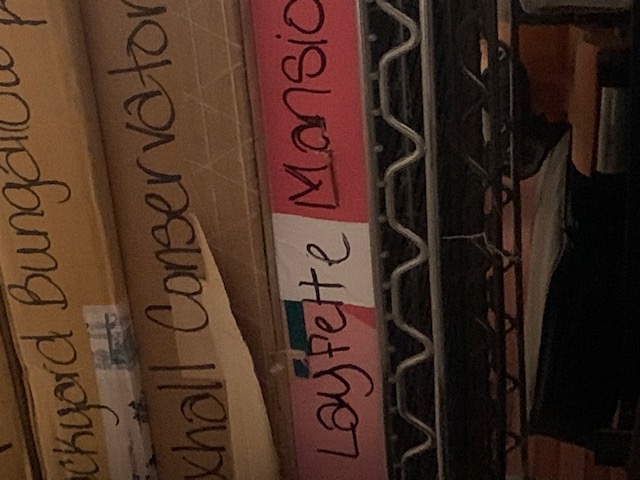 ckyard Bungalow
xhall Conservator
Layfette Mansio